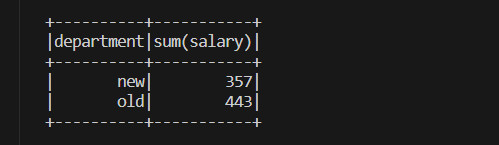 +----------+-----------+
|department|sum(salary)|
+----------+-----------+
|       new|        357|
|       old|        443|
+----------+-----------+